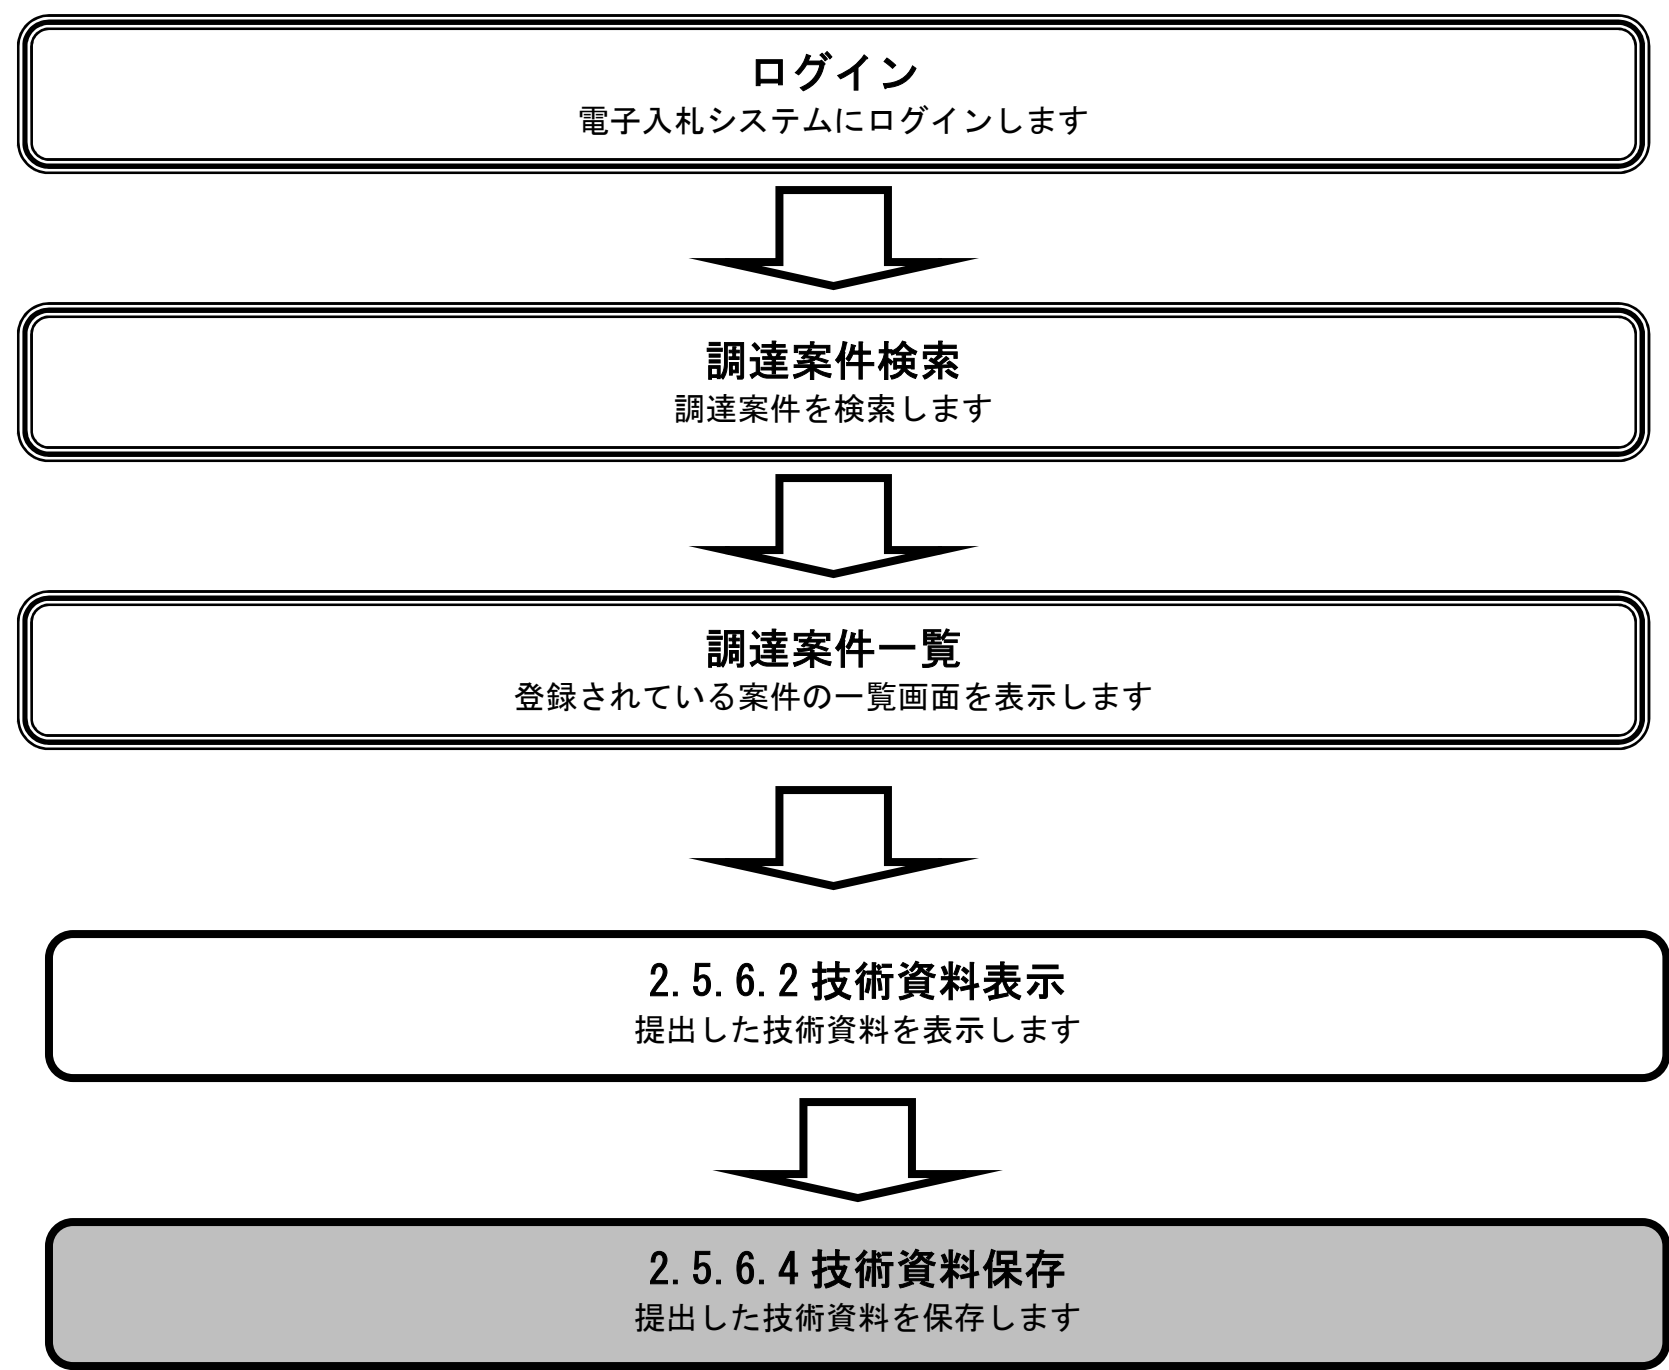 ログイン
電子入札システムにログインします
調達案件検索
調達案件を検索します
調達案件一覧
登録されている案件の一覧画面を表示します
2.5.6.2 技術資料表示
提出した技術資料を表示します
2.5.6.4 技術資料保存
提出した技術資料を保存します